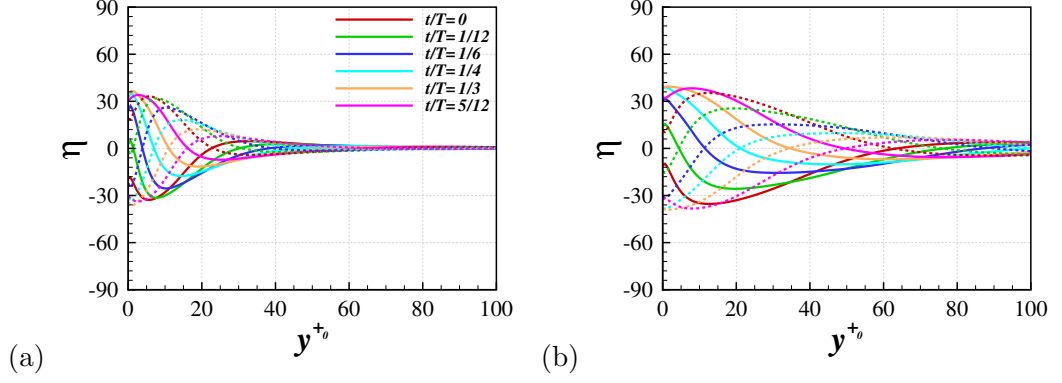 90
60
30
0
-30
-60
-90
η
0 20 40 60 80 100
y+0
t/T= 0
t/T= 1/12
t/T= 1/6
t/T= 1/4
t/T= 1/3
t/T= 5/12
(a)
90
60
30
0
-30
-60
-90
η
0 20 40 60 80 100
y+0
(b)